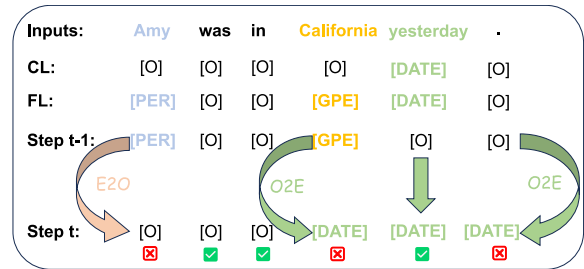 Inputs: Amy was in California yesterday .
CL: [O] [O] [O] [O] [DATE] [O]
FL: [PER] [O] [O] [GPE] [DATE] [O]
Step t-1: [PER] [O] [O] [GPE] [O] [O]
E2O O2E O2E
Step t: [O] [O] [O] [DATE] [DATE] [DATE]